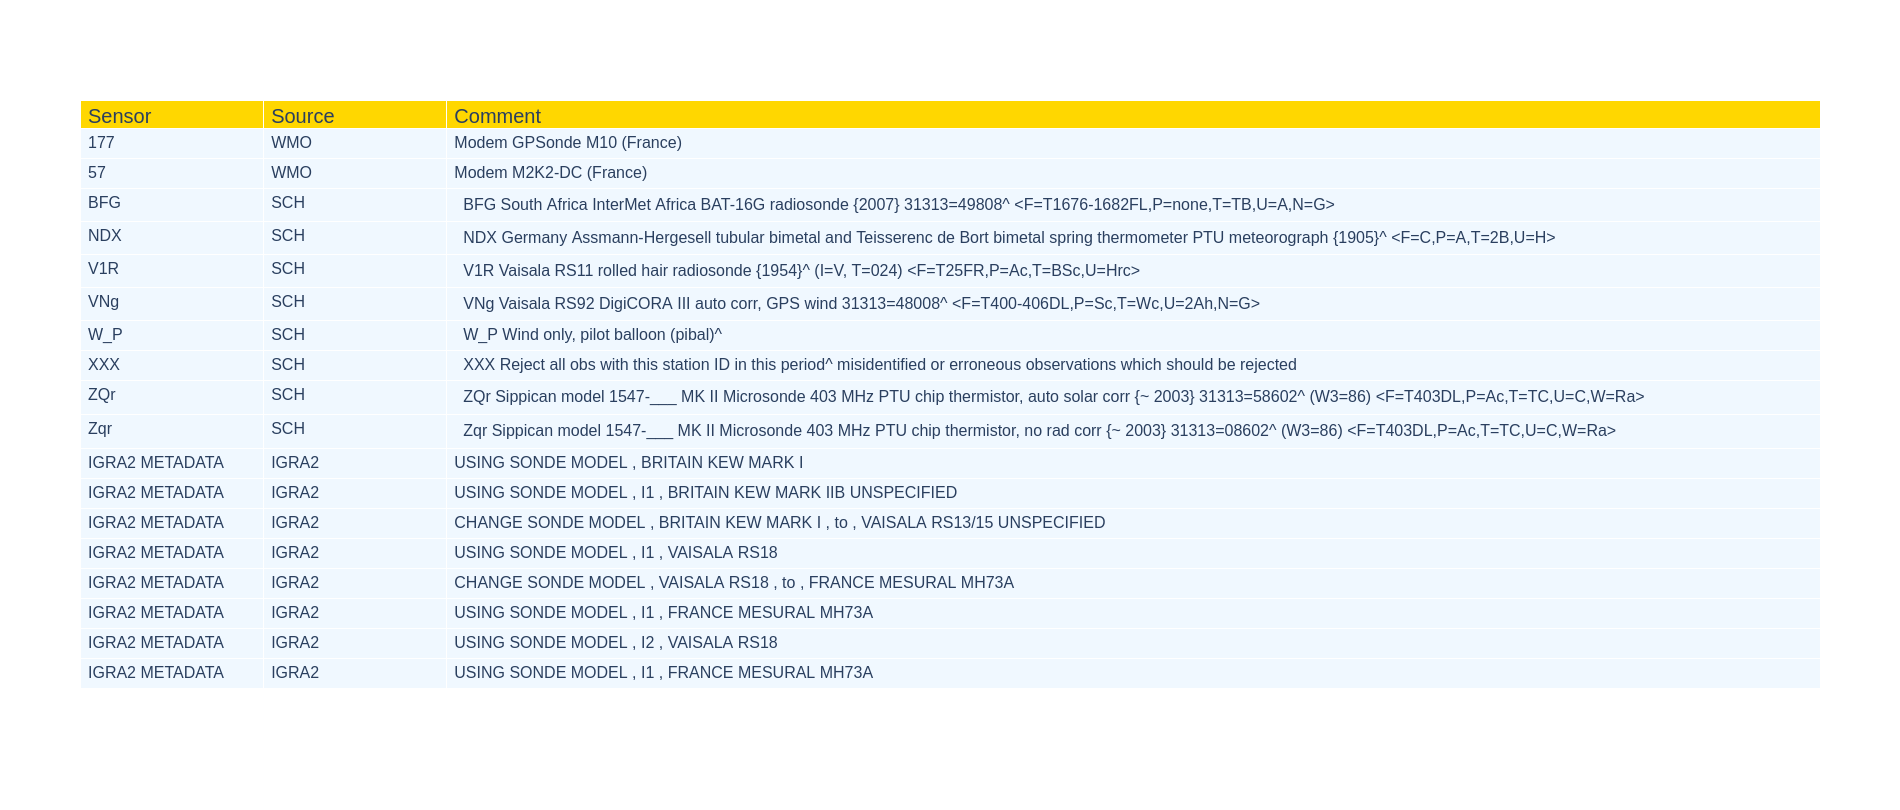 Sensor Source Comment
177 WMO Modem GPSonde M10 (France)
57 WMO Modem M2K2-DC (France)
BFG SCH BFG South Africa InterMet Africa BAT-16G radiosonde {2007} 31313=49808^ <F=T1676-1682FL,P=none,T=TB,U=A,N=G>
NDX SCH NDX Germany Assmann-Hergesell tubular bimetal and Teisserenc de Bort bimetal spring thermometer PTU meteorograph {1905}^ <F=C,P=A,T=2B,U=H>
V1R SCH V1R Vaisala RS11 rolled hair radiosonde {1954}^ (I=V, T=024) <F=T25FR,P=Ac,T=BSc,U=Hrc>
VNg SCH VNg Vaisala RS92 DigiCORA III auto corr, GPS wind 31313=48008^ <F=T400-406DL,P=Sc,T=Wc,U=2Ah,N=G>
W_P SCH W_P Wind only, pilot balloon (pibal)^
XXX SCH XXX Reject all obs with this station ID in this period^ misidentified or erroneous observations which should be rejected
ZQr SCH ZQr Sippican model 1547-___ MK II Microsonde 403 MHz PTU chip thermistor, auto solar corr {~ 2003} 31313=58602^ (W3=86) <F=T403DL,P=Ac,T=TC,U=C,W=Ra>
Zqr SCH Zqr Sippican model 1547-___ MK II Microsonde 403 MHz PTU chip thermistor, no rad corr {~ 2003} 31313=08602^ (W3=86) <F=T403DL,P=Ac,T=TC,U=C,W=Ra>
IGRA2 METADATA IGRA2 USING SONDE MODEL , BRITAIN KEW MARK I
IGRA2 METADATA IGRA2 USING SONDE MODEL , I1 , BRITAIN KEW MARK IIB UNSPECIFIED
IGRA2 METADATA IGRA2 CHANGE SONDE MODEL , BRITAIN KEW MARK I , to , VAISALA RS13/15 UNSPECIFIED
IGRA2 METADATA IGRA2 USING SONDE MODEL , I1 , VAISALA RS18
IGRA2 METADATA IGRA2 CHANGE SONDE MODEL , VAISALA RS18 , to , FRANCE MESURAL MH73A
IGRA2 METADATA IGRA2 USING SONDE MODEL , I1 , FRANCE MESURAL MH73A
IGRA2 METADATA IGRA2 USING SONDE MODEL , I2 , VAISALA RS18
IGRA2 METADATA IGRA2 USING SONDE MODEL , I1 , FRANCE MESURAL MH73A